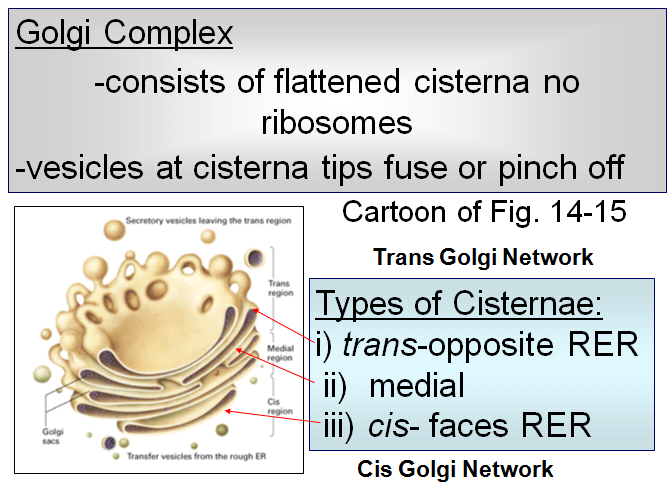 Golgi Complex
-consists of flattened cisterna no
ribosomes
-vesicles at cisterna tips fuse or pinch off
Cartoon of Fig. 14-15
Trans Golgi Network
Secretory vesicles leaving the trans region
Trans
region
Medial
region
Cis
region
Golgi
sacs
Transfer vesicles from the rough ER
Types of Cisternae:
i) trans-opposite RER
ii) medial
iii) cis- faces RER
Cis Golgi Network